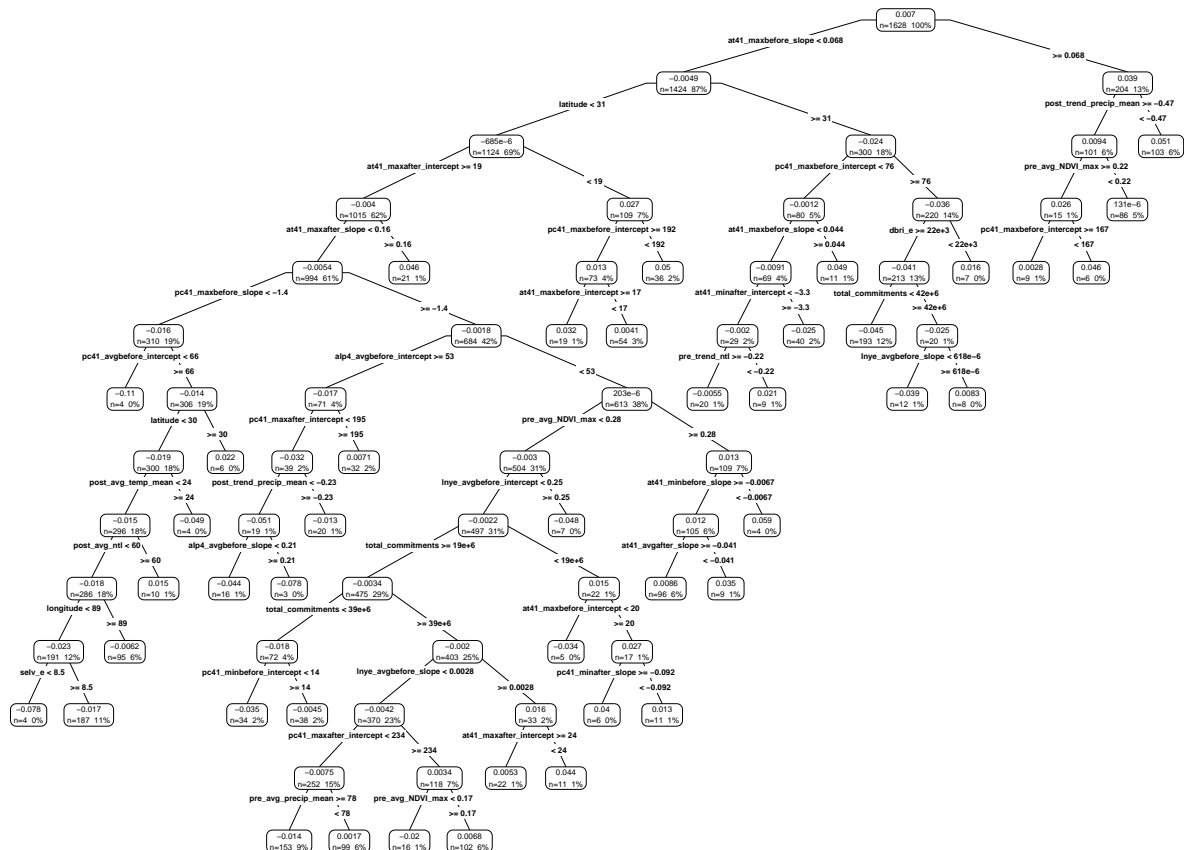 0.007
n=1628 100%
at41_maxbefore_slope < 0.068
>= 0.068
−0.0049
n=1424 87%
0.039
n=204 13%
latitude < 31
>= 31
post_trend_precip_mean >= −0.47
< −0.47
−685e−6
n=1124 69%
−0.024
n=300 18%
0.0094
n=101 6%
0.051
n=103 6%
at41_maxafter_intercept >= 19
< 19
pc41_maxbefore_intercept < 76
>= 76
pre_avg_NDVI_max >= 0.22
< 0.22
−0.004
n=1015 62%
0.027
n=109 7%
−0.0012
n=80 5%
−0.036
n=220 14%
0.026
n=15 1%
131e−6
n=86 5%
at41_maxafter_slope < 0.16
>= 0.16
pc41_maxbefore_intercept >= 192
< 192
at41_maxbefore_slope < 0.044
>= 0.044
dbri_e >= 22e+3
< 22e+3
pc41_maxbefore_intercept >= 167
< 167
−0.0054
n=994 61%
0.046
n=21 1%
0.013
n=73 4%
0.05
n=36 2%
−0.0091
n=69 4%
0.049
n=11 1%
−0.041
n=213 13%
0.016
n=7 0%
0.0028
n=9 1%
0.046
n=6 0%
pc41_maxbefore_slope < −1.4
>= −1.4
at41_maxbefore_intercept >= 17
< 17
at41_minafter_intercept < −3.3
>= −3.3
total_commitments < 42e+6
>= 42e+6
−0.016
n=310 19%
−0.0018
n=684 42%
0.032
n=19 1%
0.0041
n=54 3%
−0.002
n=29 2%
−0.025
n=40 2%
−0.045
n=193 12%
−0.025
n=20 1%
pc41_avgbefore_intercept < 66
>= 66
alp4_avgbefore_intercept >= 53
< 53
pre_trend_ntl >= −0.22
< −0.22
lnye_avgbefore_slope < 618e−6
>= 618e−6
−0.11
n=4 0%
−0.014
n=306 19%
−0.017
n=71 4%
203e−6
n=613 38%
−0.0055
n=20 1%
0.021
n=9 1%
−0.039
n=12 1%
0.0083
n=8 0%
latitude < 30
>= 30
pc41_maxafter_intercept < 195
>= 195
pre_avg_NDVI_max < 0.28
>= 0.28
−0.019
n=300 18%
0.022
n=6 0%
−0.032
n=39 2%
0.0071
n=32 2%
−0.003
n=504 31%
0.013
n=109 7%
post_avg_temp_mean < 24
>= 24
post_trend_precip_mean < −0.23
>= −0.23
lnye_avgbefore_intercept < 0.25
>= 0.25
at41_minbefore_slope >= −0.0067
< −0.0067
−0.015
n=296 18%
−0.049
n=4 0%
−0.051
n=19 1%
−0.013
n=20 1%
−0.0022
n=497 31%
−0.048
n=7 0%
0.012
n=105 6%
0.059
n=4 0%
post_avg_ntl < 60
>= 60
alp4_avgbefore_slope < 0.21
>= 0.21
total_commitments >= 19e+6
< 19e+6
at41_avgafter_slope >= −0.041
< −0.041
−0.018
n=286 18%
0.015
n=10 1%
−0.044
n=16 1%
−0.078
n=3 0%
−0.0034
n=475 29%
0.015
n=22 1%
0.0086
n=96 6%
0.035
n=9 1%
longitude < 89
>= 89
total_commitments < 39e+6
>= 39e+6
at41_maxbefore_intercept < 20
>= 20
−0.023
n=191 12%
−0.0062
n=95 6%
−0.018
n=72 4%
−0.002
n=403 25%
−0.034
n=5 0%
0.027
n=17 1%
selv_e < 8.5
>= 8.5
pc41_minbefore_intercept < 14
>= 14
lnye_avgbefore_slope < 0.0028
>= 0.0028
pc41_minafter_slope >= −0.092
< −0.092
−0.078
n=4 0%
−0.017
n=187 11%
−0.035
n=34 2%
−0.0045
n=38 2%
−0.0042
n=370 23%
0.016
n=33 2%
0.04
n=6 0%
0.013
n=11 1%
pc41_maxafter_intercept < 234
>= 234
at41_maxafter_intercept >= 24
< 24
−0.0075
n=252 15%
0.0034
n=118 7%
0.0053
n=22 1%
0.044
n=11 1%
pre_avg_precip_mean >= 78
< 78
pre_avg_NDVI_max < 0.17
>= 0.17
−0.014
n=153 9%
0.0017
n=99 6%
−0.02
n=16 1%
0.0068
n=102 6%